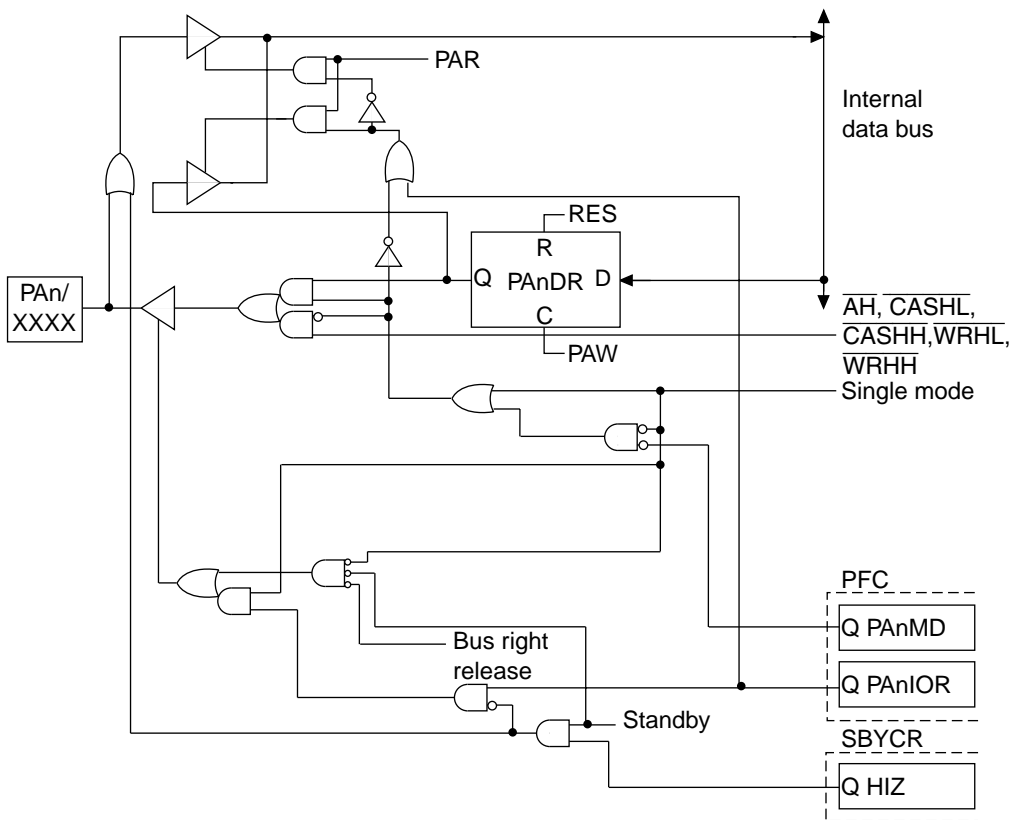 PAR
Internal
data bus
RES
R
PAn/
XXXX
Q PAnDR D
C
PAW
AH, CASHL,
CASHH,WRHL,
WRHH
Single mode
PFC
Q PAnMD
Bus right
release
Q PAnIOR
Standby
SBYCR
Q HIZ